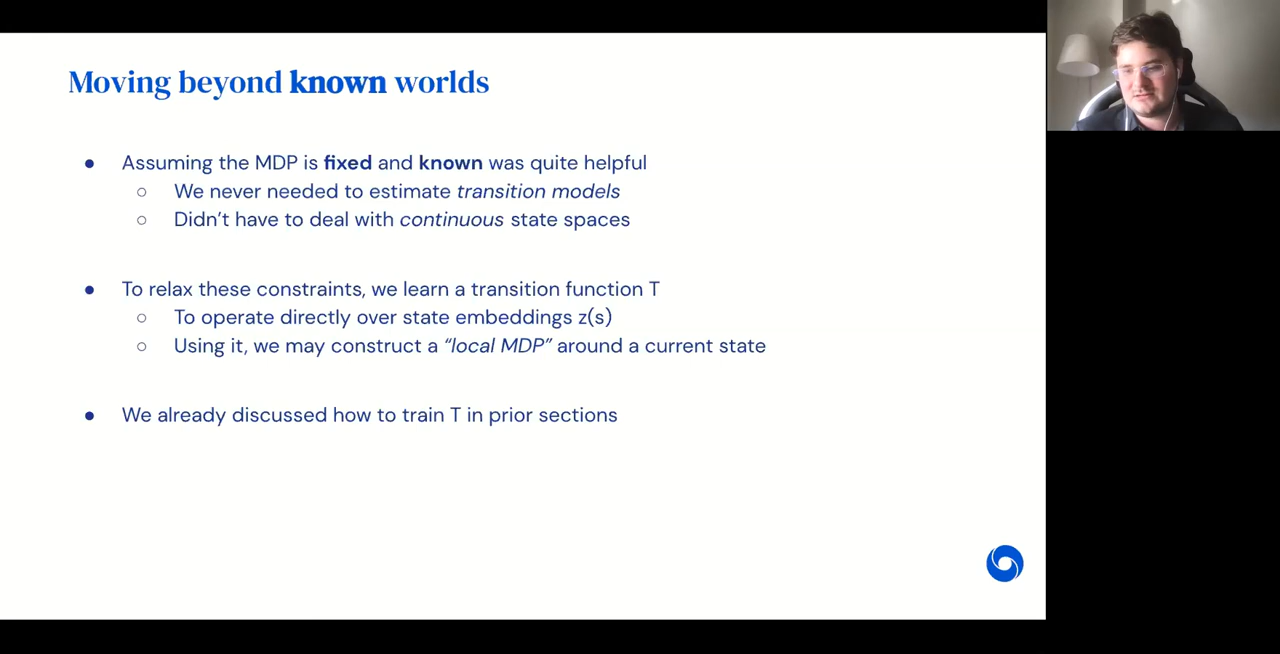 Moving beyond known worlds
● Assuming the MDP is fixed and known was quite helpful
○ We never needed to estimate transition models
○ Didn’t have to deal with continuous state spaces
● To relax these constraints, we learn a transition function T
○ To operate directly over state embeddings z(s)
○ Using it, we may construct a “local MDP” around a current state
● We already discussed how to train T in prior sections